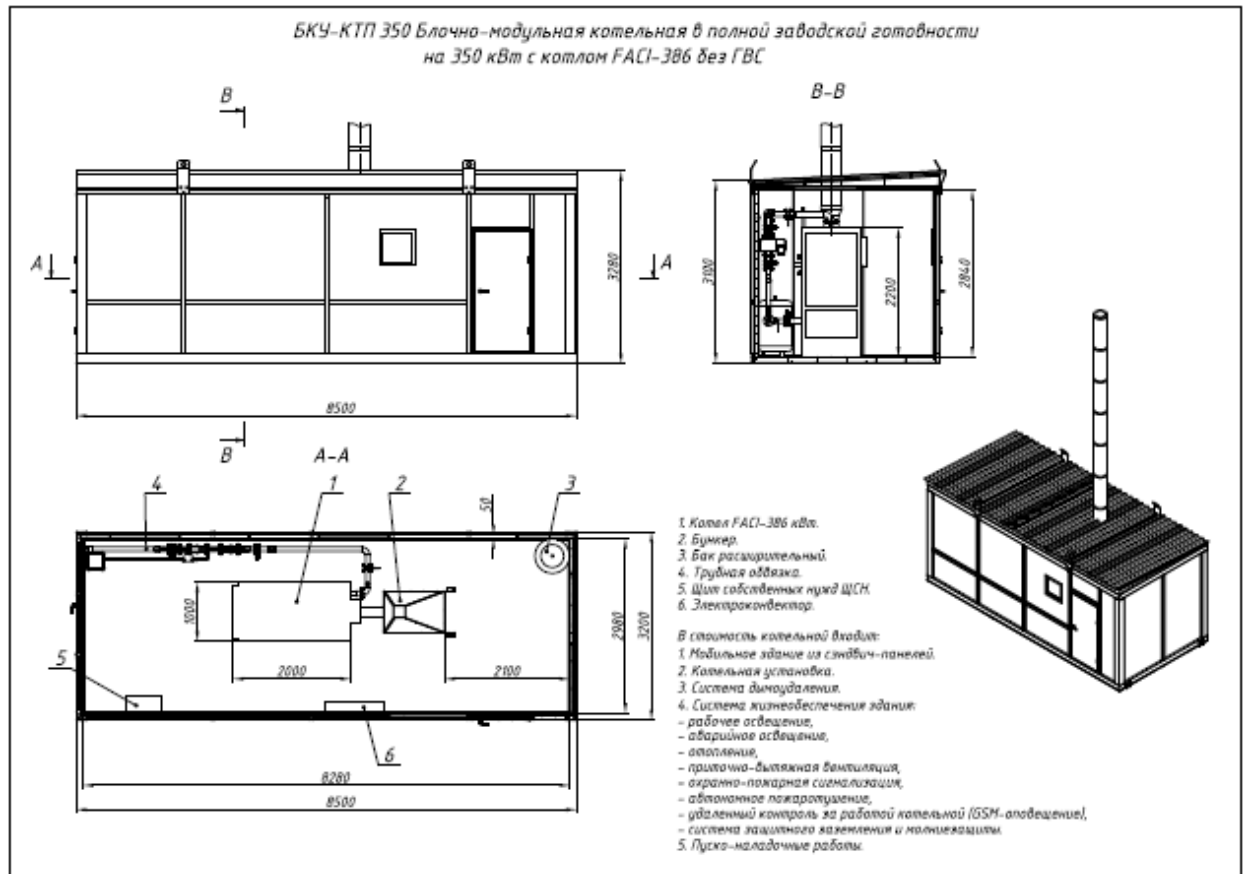 БКУ-КТП 350 Блочно-модульная котельная в полной заводской готовности
на 350 кВт с котлом FACI-386 без ГВС
В
В-В
А
А
3280
3100
2200
2840
8500
В
А-А
4
1
2
3
50
1000
2000
2100
2980
3200
5
6
8280
8500
1. Котел FACI-386 кВт.
2. Бункер.
3. Бак расширительный.
4. Трубная обвязка.
5. Щит собственных нужд ЩСН.
6. Электроконвектор.
В стоимость котельной входит:
1. Мобильное здание из сэндвич-панелей.
2. Котельная установка.
3. Система дымоудаления.
4. Система жизнеобеспечения здания:
- рабочее освещение,
- аварийное освещение,
- отопление,
- приточно-вытяжная вентиляция,
- охранно-пожарная сигнализация,
- автономное пожаротушение,
- удаленный контроль за работой котельной (GSM-оповещение),
- система защитного заземления и молниезащиты.
5. Пуско-наладочные работы.